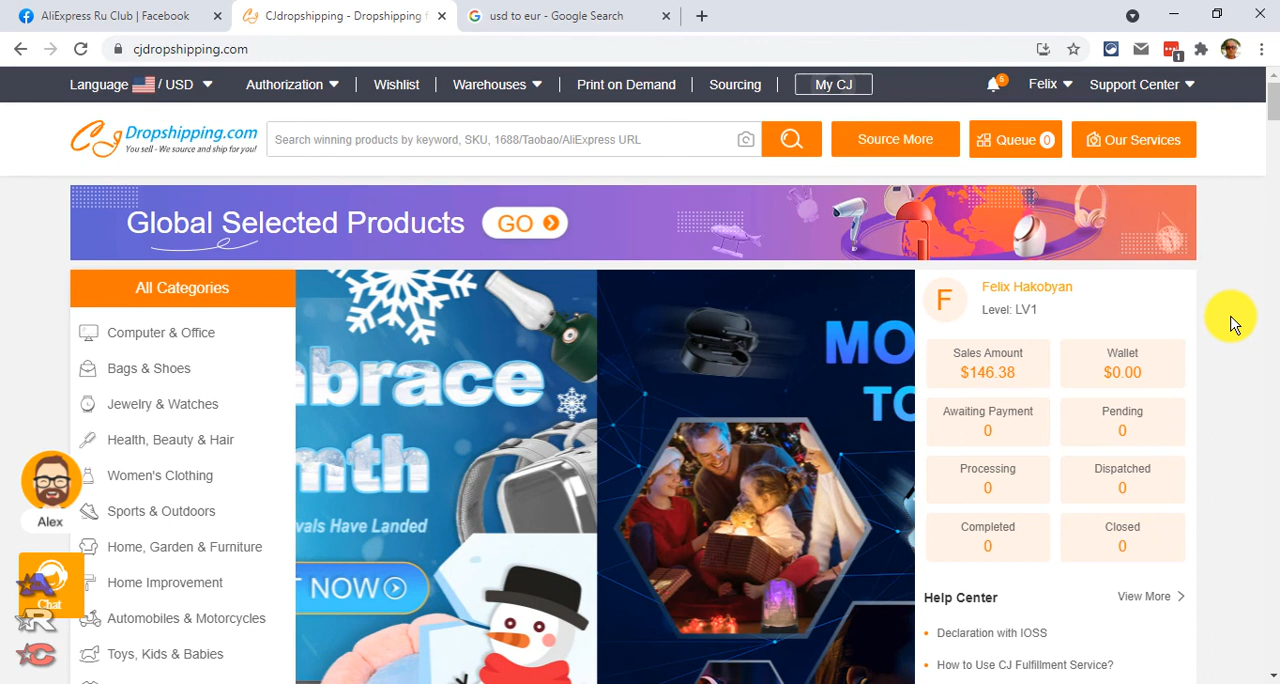 AliExpress Ru Club | Facebook
CJdropshipping - Dropshipping f
usd to eur - Google Search
cjdropshipping.com
1
Language / USD
Authorization
Wishlist
Warehouses
Print on Demand
Sourcing
My CJ
5
Felix
Support Center
CJ Dropshipping.com
You sell - We source and ship for you!
Search winning products by keyword, SKU, 1688/Taobao/AliExpress URL
Source More
Queue 0
Our Services
Global Selected Products
GO
All Categories
Computer & Office
Bags & Shoes
Jewelry & Watches
Health, Beauty & Hair
Women's Clothing
Sports & Outdoors
Home, Garden & Furniture
Home Improvement
Automobiles & Motorcycles
Toys, Kids & Babies
Alex
Chat
A
R
C
brace
mth
vals Have Landed
T NOW
MO
TO
F
Felix Hakobyan
Level: LV1
Sales Amount
$146.38
Wallet
$0.00
Awaiting Payment
0
Pending
0
Processing
0
Dispatched
0
Completed
0
Closed
0
Help Center
View More
Declaration with IOSS
How to Use CJ Fulfillment Service?